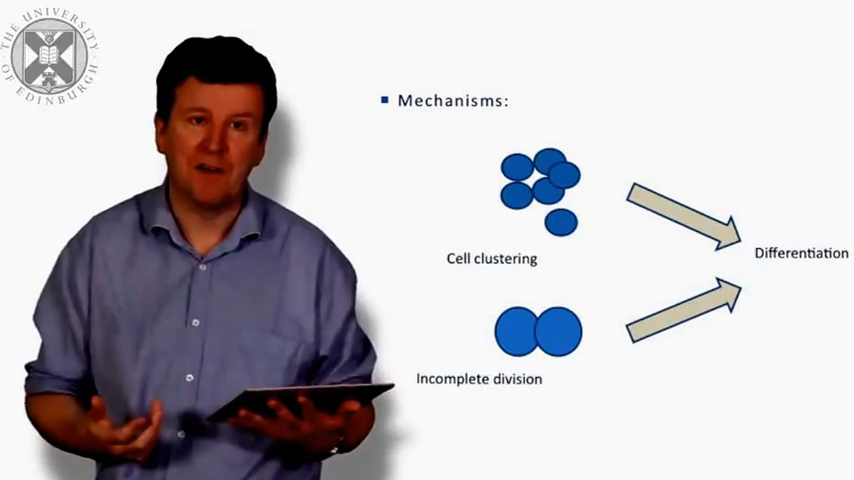 THE UNIVERSITY
OF EDINBURGH
▪ Mechanisms:
Cell clustering
Differentiation
Incomplete division